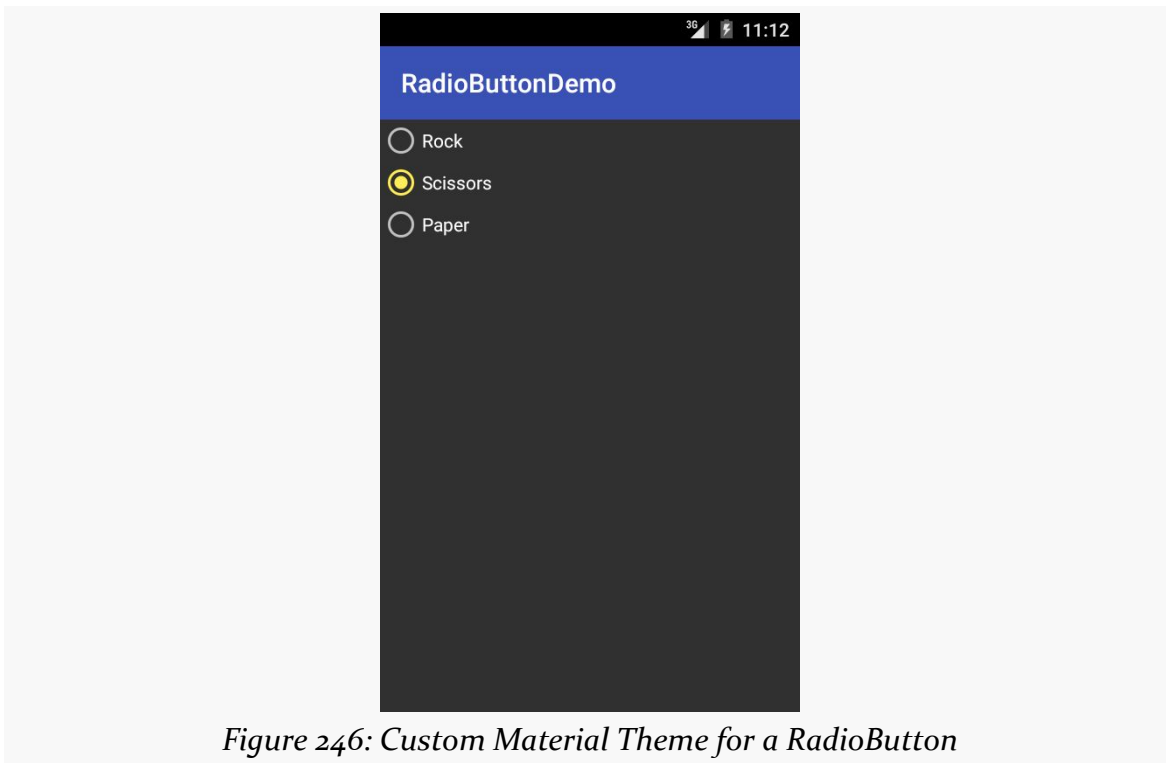 3G 11:12
RadioButtonDemo
Rock
Scissors
Paper
Figure 246: Custom Material Theme for a RadioButton